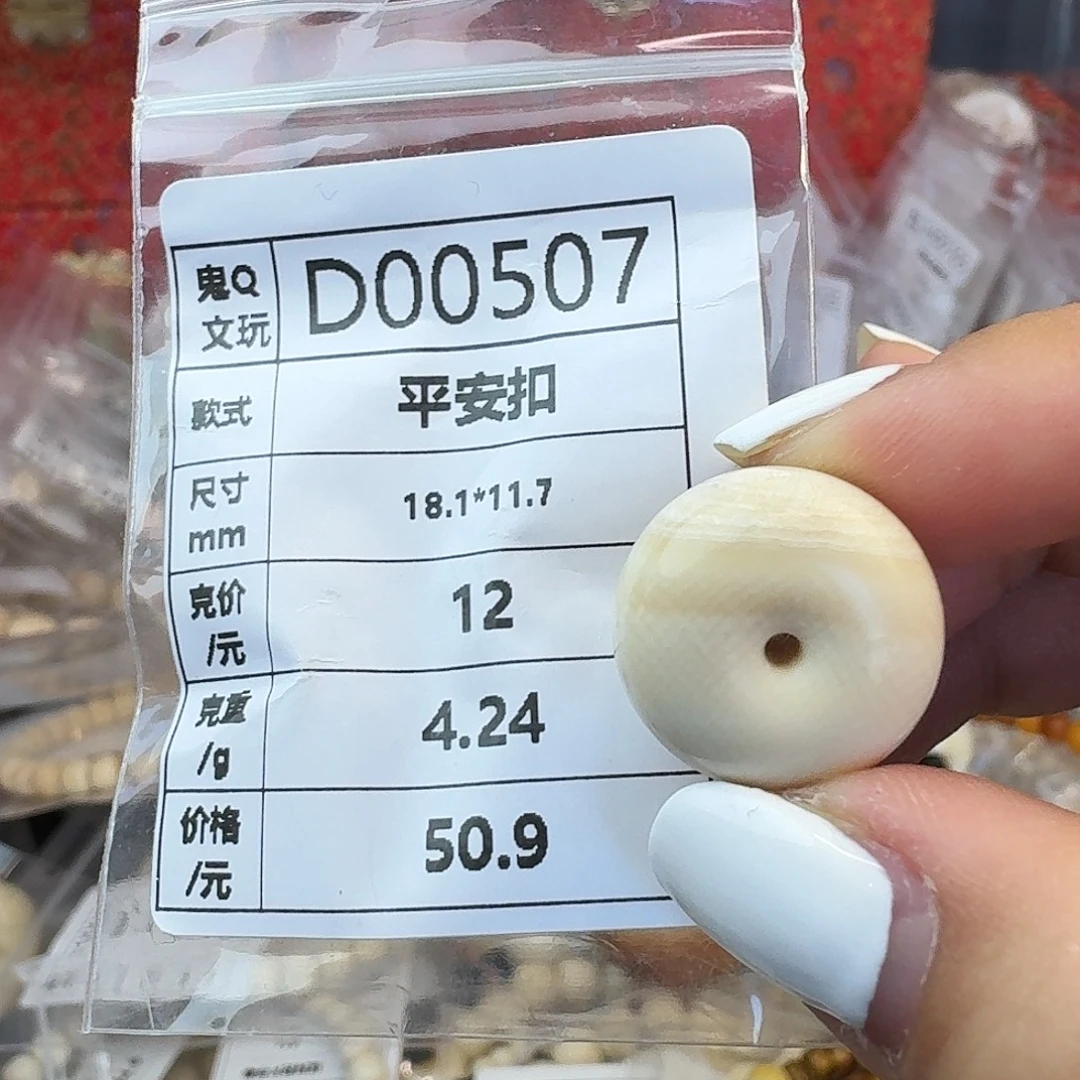 鬼Q
文玩
D00507
款式
平安扣
尺寸
mm
18.1*11.7
克价
/元
12
克重
/g
4.24
价格
/元
50.9